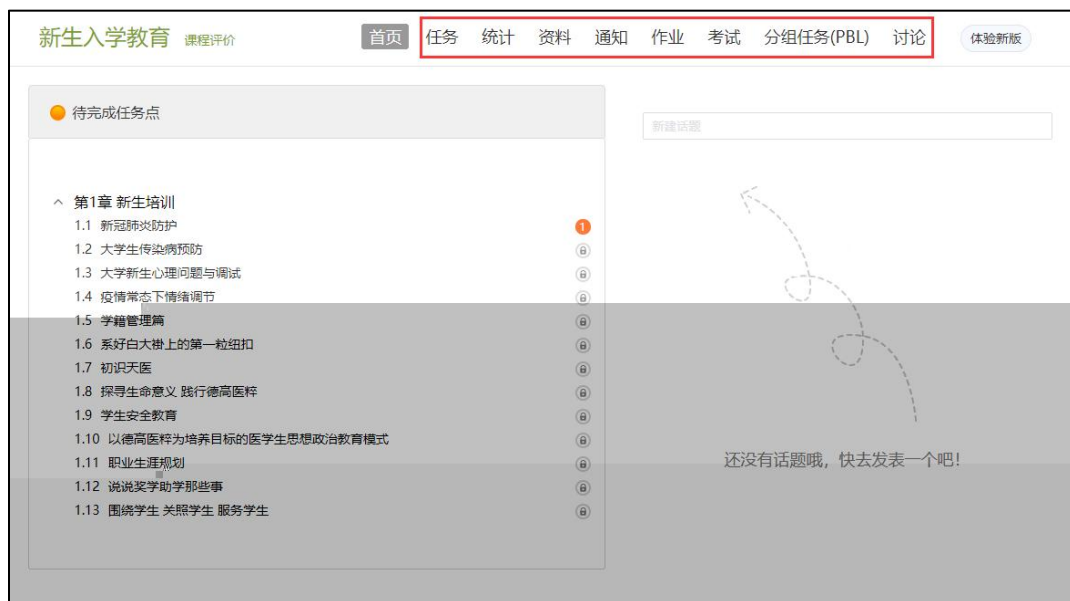 新生入学教育 课程评价 首页 任务 统计 资料 通知 作业 考试 分组任务(PBL) 讨论 体验新版
待完成任务点
新建话题
第1章 新生培训
1.1 新冠肺炎防护 1
1.2 大学生传染病预防
1.3 大学新生心理问题与调试
1.4 疫情常态下情绪调节
1.5 学籍管理篇
1.6 系好白大褂上的第一粒纽扣
1.7 初识天医
1.8 探寻生命意义 践行德高医粹
1.9 学生安全教育
1.10 以德高医粹为培养目标的医学生思想政治教育模式
1.11 职业生涯规划
1.12 说说奖学助学那些事
1.13 围绕学生 关照学生 服务学生
还没有话题哦，快去发表一个吧！